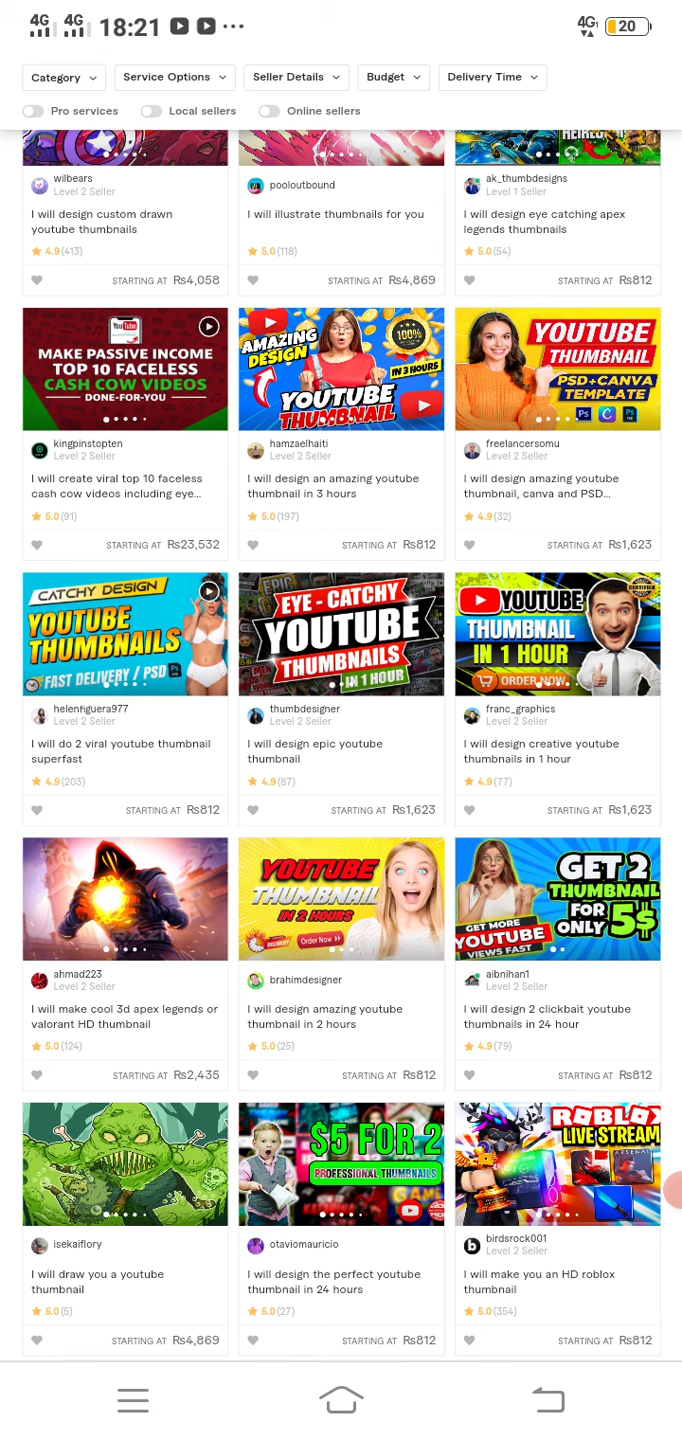 4G 4G 18:21 4G 20
Category Service Options Seller Details Budget Delivery Time
Pro services Local sellers Online sellers
HEIRLO
wilbears
Level 2 Seller
I will design custom drawn
youtube thumbnails
4.9(413)
STARTING AT Rs4,058
pooloutbound
I will illustrate thumbnails for you
5.0(118)
STARTING AT Rs4,869
ak_thumbdesigns
Level 1 Seller
I will design eye catching apex
legends thumbnails
5.0(54)
STARTING AT Rs812
YouTube
MAKE PASSIVE INCOME
TOP 10 FACELESS
CASH COW VIDEOS
DONE-FOR-YOU
kingpinstopten
Level 2 Seller
I will create viral top 10 faceless
cash cow videos including eye...
5.0(91)
STARTING AT Rs23,532
AMAZING
DESIGN
100%
IN 3 HOURS
YOUTUBE
THUMBNAIL
hamzaelhaiti
Level 2 Seller
I will design an amazing youtube
thumbnail in 3 hours
5.0(197)
STARTING AT Rs812
YOUTUBE
THUMBNAIL
PSD+CANVA
TEMPLATE
Ps C Ps
freelancersomu
Level 2 Seller
I will design amazing youtube
thumbnail, canva and PSD...
4.9(32)
STARTING AT Rs1,623
CATCHY DESIGN
YOUTUBE
THUMBNAILS
FAST DELIVERY / PSD Ps
helenfiguera977
Level 2 Seller
I will do 2 viral youtube thumbnail
superfast
4.9(203)
STARTING AT Rs812
EPIC
EYE - CATCHY
YOUTUBE
THUMBNAILS
IN 1 HOUR
thumbdesigner
Level 2 Seller
I will design epic youtube
thumbnail
4.9(87)
STARTING AT Rs1,623
CERTIFIED
YOUTUBE
THUMBNAIL
IN 1 HOUR
ORDER NOW
franc_graphics
Level 2 Seller
I will design creative youtube
thumbnails in 1 hour
4.9(77)
STARTING AT Rs1,623
ahmad223
Level 2 Seller
I will make cool 3d apex legends or
valorant HD thumbnail
5.0(124)
STARTING AT Rs2,435
YOUTUBE
THUMBNAIL
IN 2 HOURS
DELIVERY Order Now
brahimdesigner
I will design amazing youtube
thumbnail in 2 hours
5.0(25)
STARTING AT Rs812
GET 2
THUMBNAIL
FOR
ONLY 5$
GET MORE
YOUTUBE
VIEWS FAST
aibnihan1
Level 2 Seller
I will design 2 clickbait youtube
thumbnails in 24 hour
4.9(79)
STARTING AT Rs812
isekaiflory
I will draw you a youtube
thumbnail
5.0(5)
STARTING AT Rs4,869
$5 FOR 2
PROFESSIONAL THUMBNAILS
GAM
otaviomauricio
I will design the perfect youtube
thumbnail in 24 hours
5.0(27)
STARTING AT Rs812
ROBLOX
LIVE STREAM
ARSENAL
birdsrock001
Level 2 Seller
I will make you an HD roblox
thumbnail
5.0(354)
STARTING AT Rs812